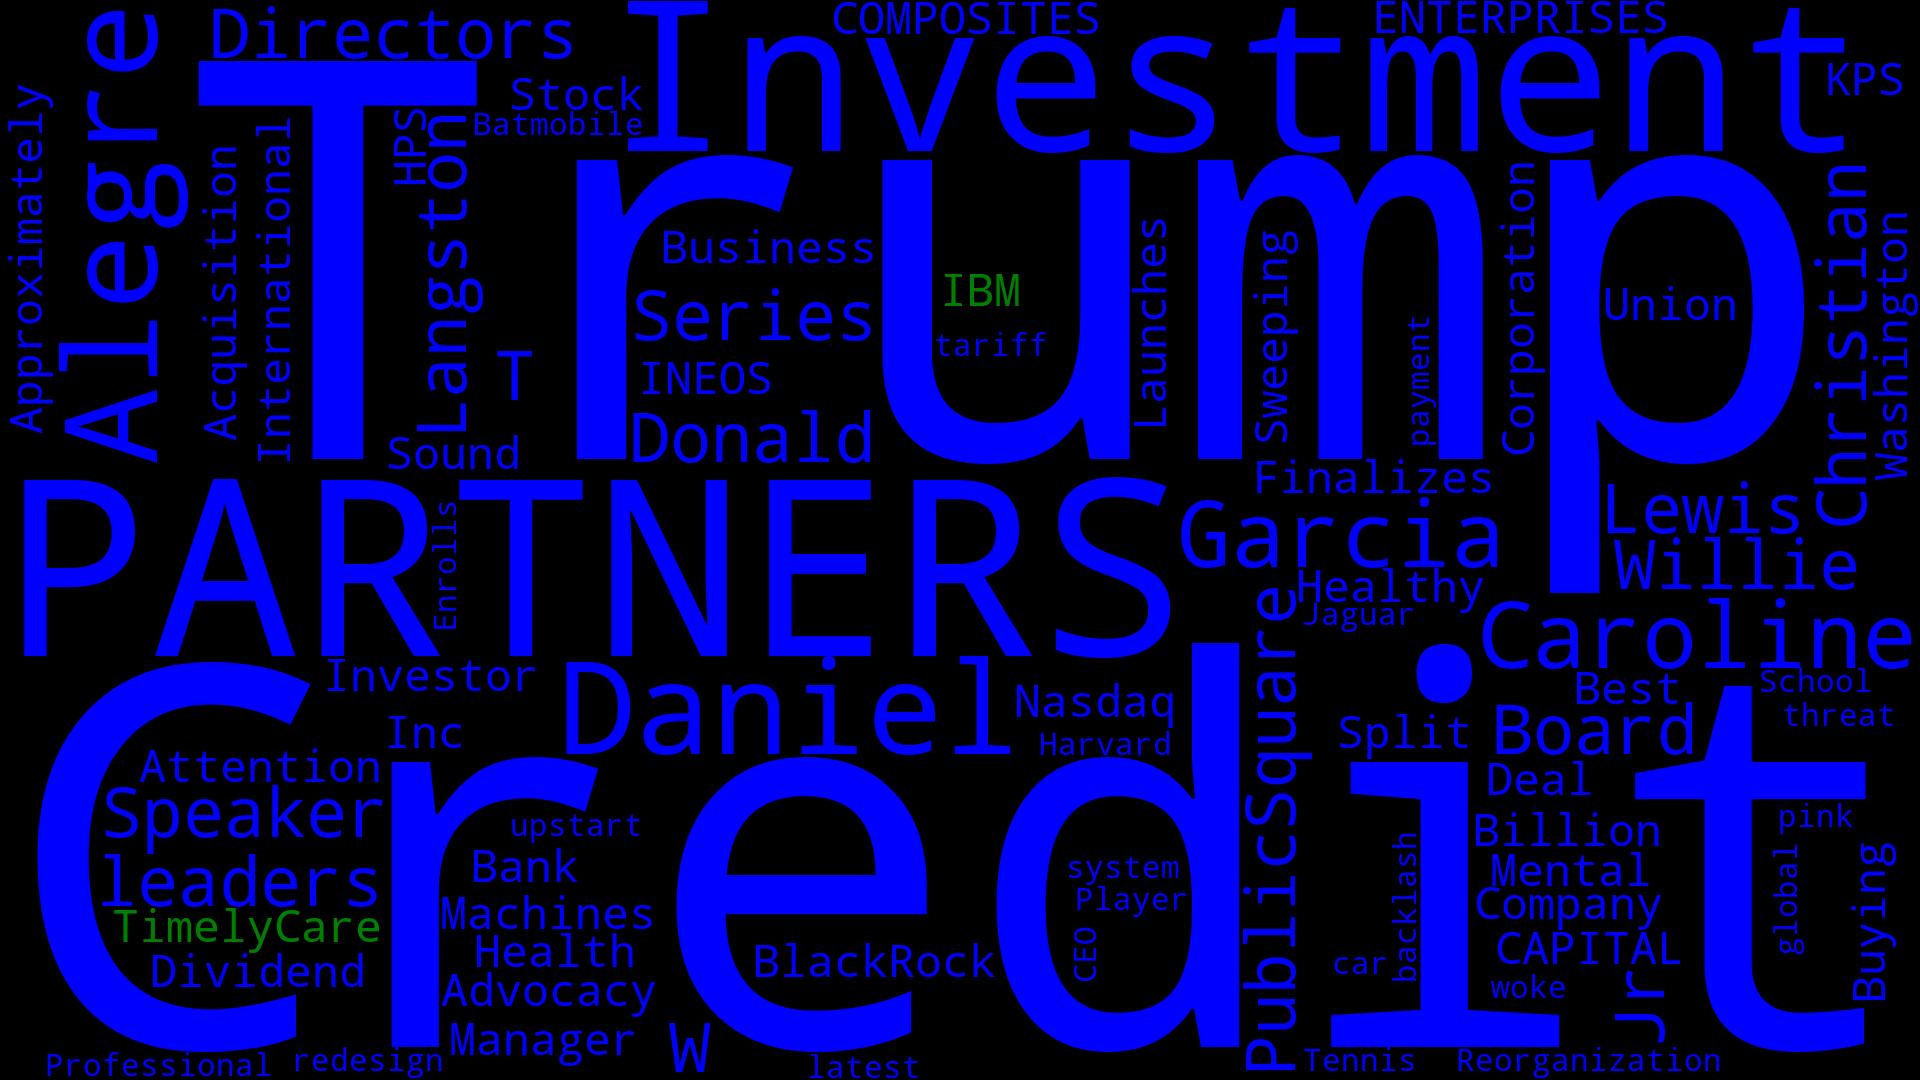 Directors
Investment
COMPOSITES
ENTERPRISES
KPS
Alegre
Trump
Stock
Batmobile
HPS
Langston
Approximately
Acquisition
International
Business
Series
INEOS
Donald
T
Sound
IBM
tariff
Launches
Sweeping
payment
Corporation
Union
Christian
Washington
Finalizes
PARTNERS
Enrolls
Garcia
Lewis
Willie
Healthy
Jaguar
PublicSquare
Caroline
Credit
Investor
Inc
Daniel
Nasdaq
Harvard
Split
Best
School
threat
Board
Deal
Attention
Speaker
leaders
TimelyCare
Dividend
upstart
Bank
Machines
Health
Advocacy
Manager
W
BlackRock
system
Player
CEO
Billion
Mental
Company
CAPITAL
woke
car
backlash
Jr
pink
global
Buying
Professional
redesign
latest
Tennis
Reorganization